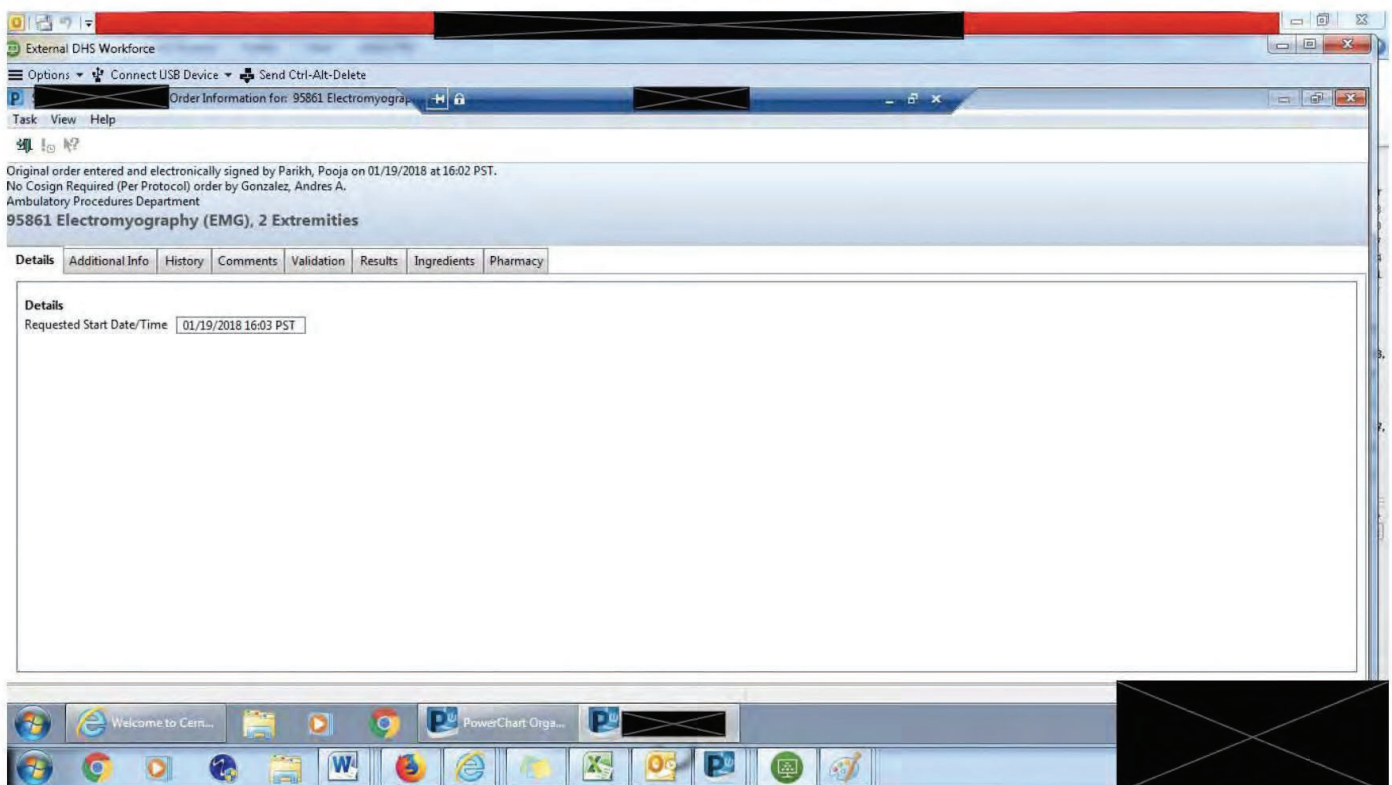 External DHS Workforce
Options Connect USB Device Send Ctrl-Alt-Delete
Order Information for: 95861 Electromyograp
Task View Help
Original order entered and electronically signed by Parikh, Pooja on 01/19/2018 at 16:02 PST.
No Cosign Required (Per Protocol) order by Gonzalez, Andres A.
Ambulatory Procedures Department
95861 Electromyography (EMG), 2 Extremities
Details Additional Info History Comments Validation Results Ingredients Pharmacy
Details
Requested Start Date/Time 01/19/2018 16:03 PST
Welcome to Cern... PowerChart Orga...